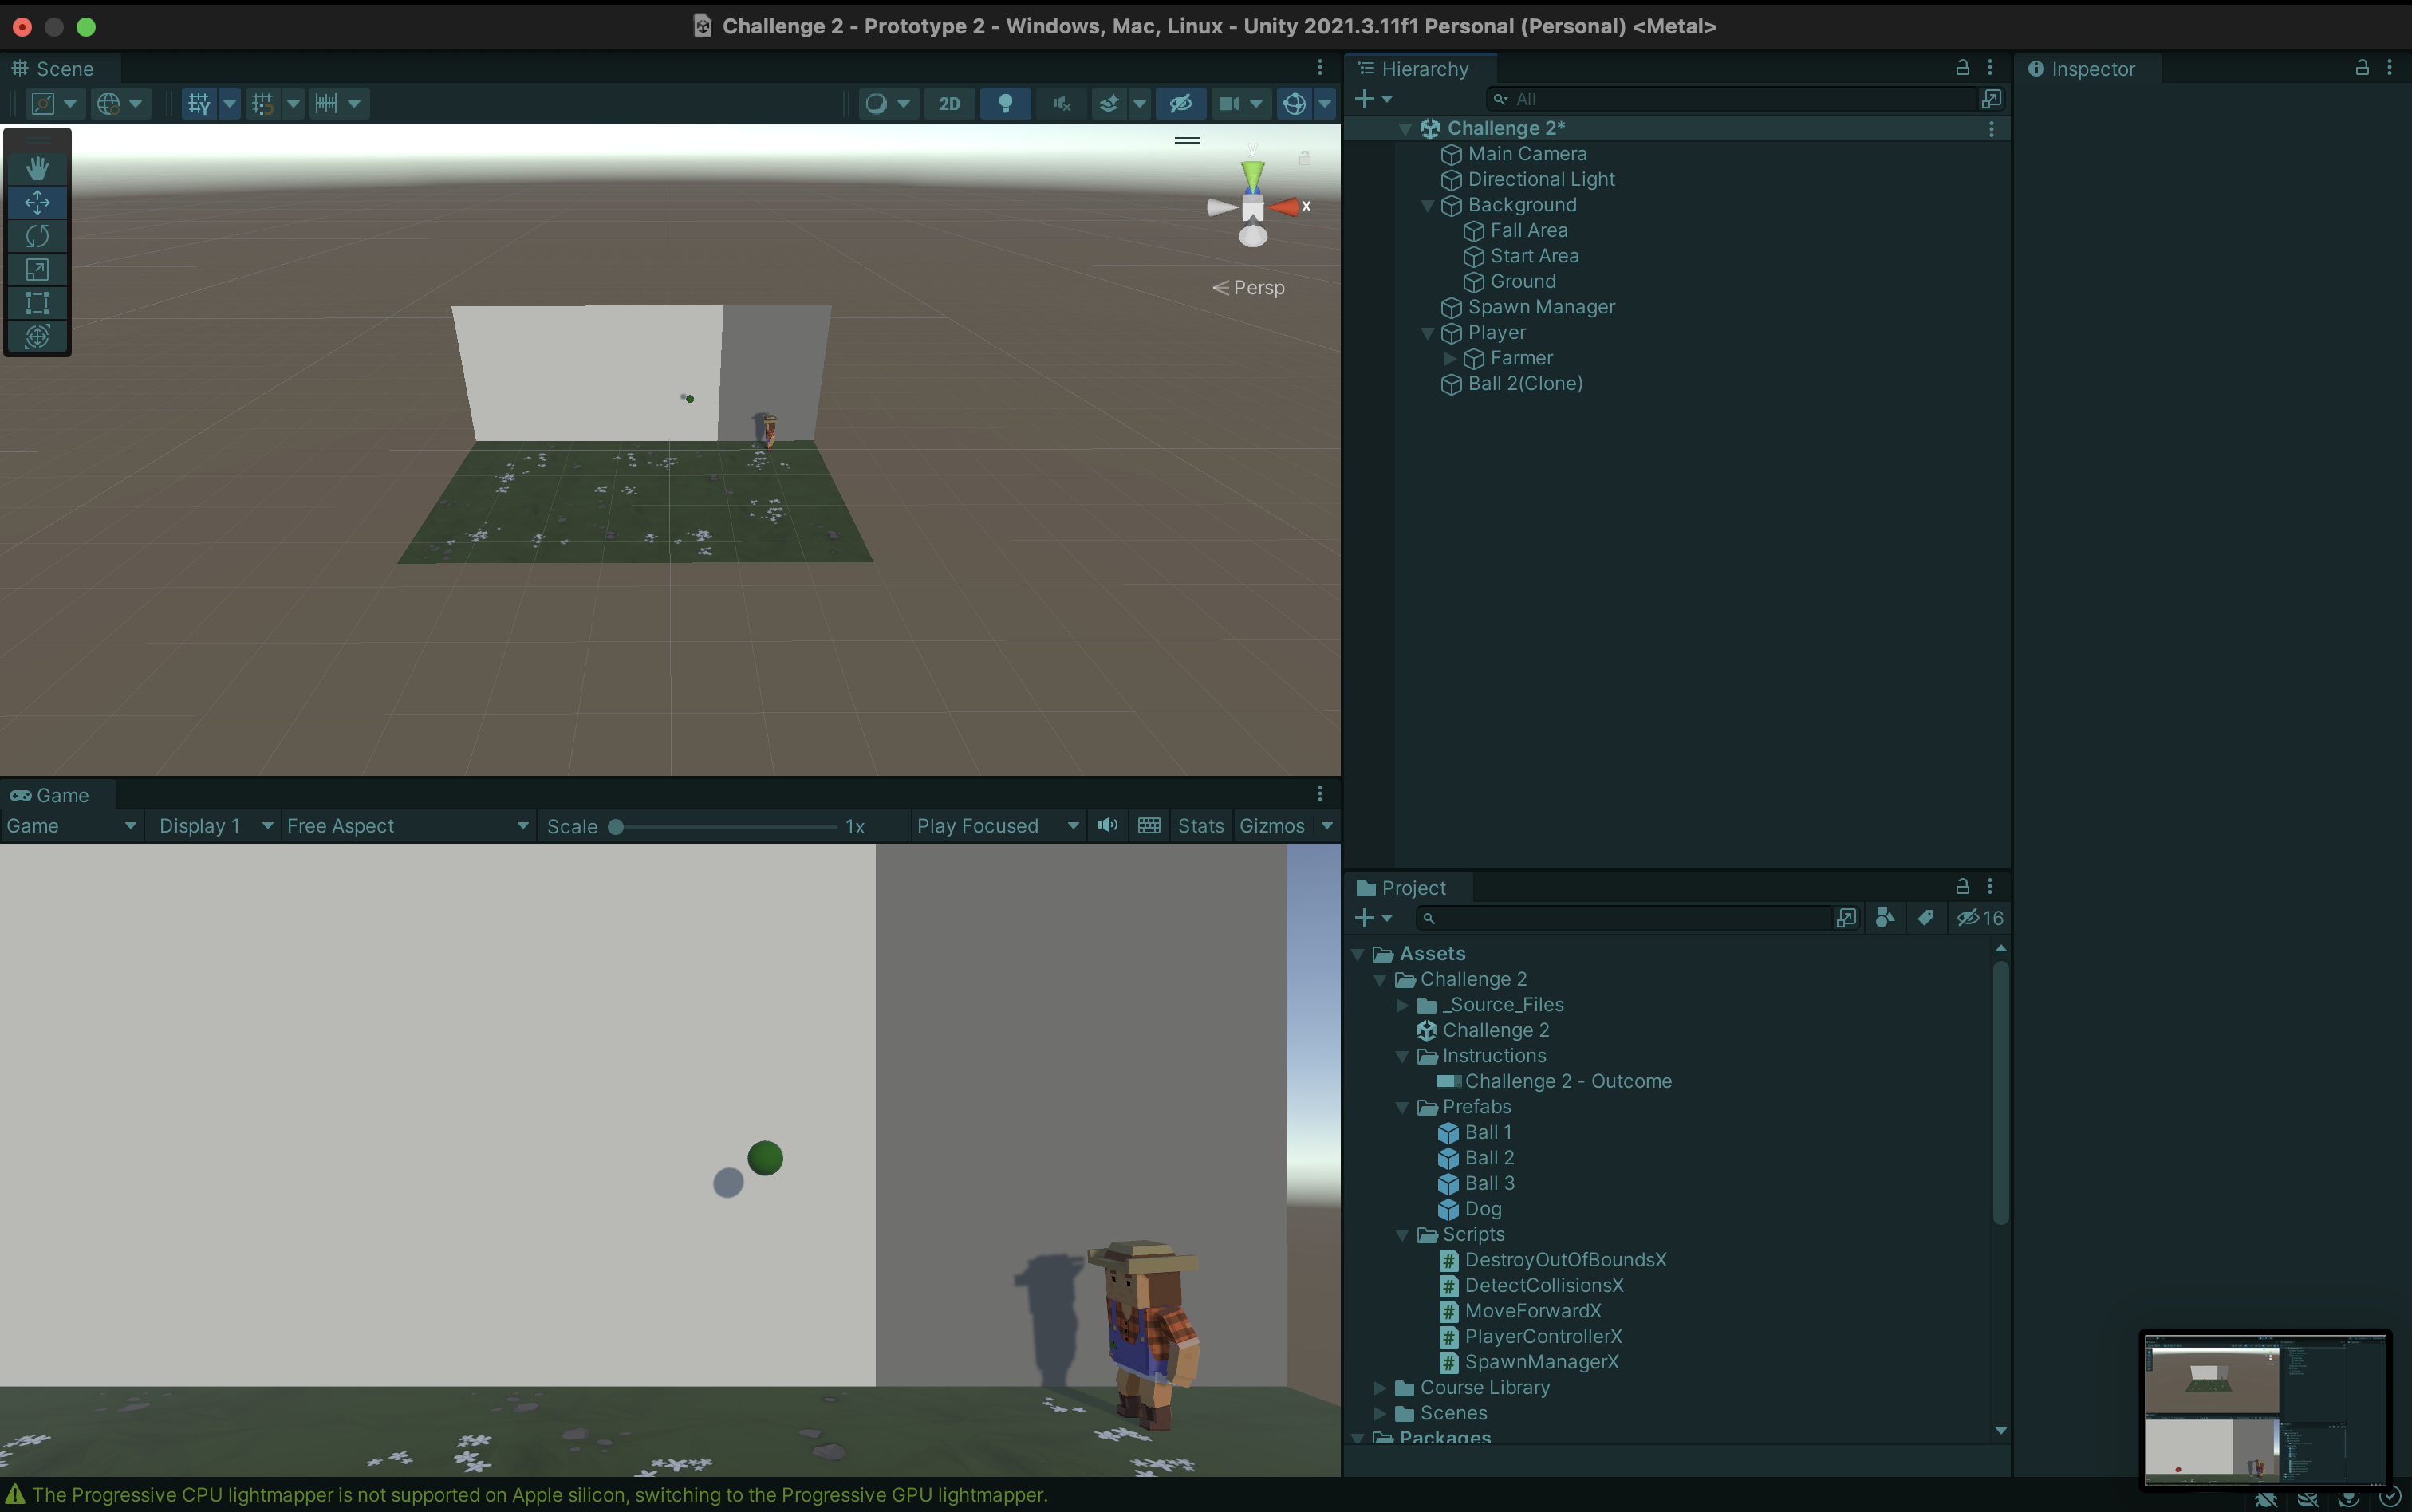 Challenge 2 - Prototype 2 - Windows, Mac, Linux - Unity 2021.3.11f1 Personal (Personal) <Metal>
Scene
2D
y
x
Persp
Game
Game Display 1 Free Aspect Scale 1x Play Focused Stats Gizmos
Hierarchy
All
Challenge 2*
Main Camera
Directional Light
Background
Fall Area
Start Area
Ground
Spawn Manager
Player
Farmer
Ball 2(Clone)
Project
16
Assets
Challenge 2
_Source_Files
Challenge 2
Instructions
Challenge 2 - Outcome
Prefabs
Ball 1
Ball 2
Ball 3
Dog
Scripts
DestroyOutOfBoundsX
DetectCollisionsX
MoveForwardX
PlayerControllerX
SpawnManagerX
Course Library
Scenes
Packages
Inspector
The Progressive CPU lightmapper is not supported on Apple silicon, switching to the Progressive GPU lightmapper.